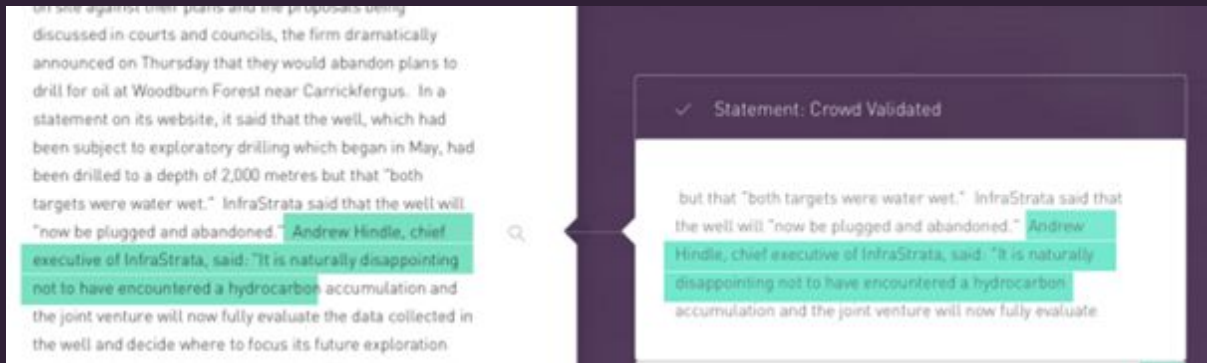 on site against their plans and the proposals being
discussed in courts and councils, the firm dramatically
announced on Thursday that they would abandon plans to
drill for oil at Woodburn Forest near Carrickfergus. In a
statement on its website, it said that the well, which had
been subject to exploratory drilling which began in May, had
been drilled to a depth of 2,000 metres but that "both
targets were water wet." InfraStrata said that the well will
"now be plugged and abandoned." Andrew Hindle, chief
executive of InfraStrata, said: "It is naturally disappointing
not to have encountered a hydrocarbon accumulation and
the joint venture will now fully evaluate the data collected in
the well and decide where to focus its future exploration
Statement: Crowd Validated
but that "both targets were water wet." InfraStrata said that
the well will "now be plugged and abandoned." Andrew
Hindle, chief executive of InfraStrata, said: "It is naturally
disappointing not to have encountered a hydrocarbon
accumulation and the joint venture will now fully evaluate